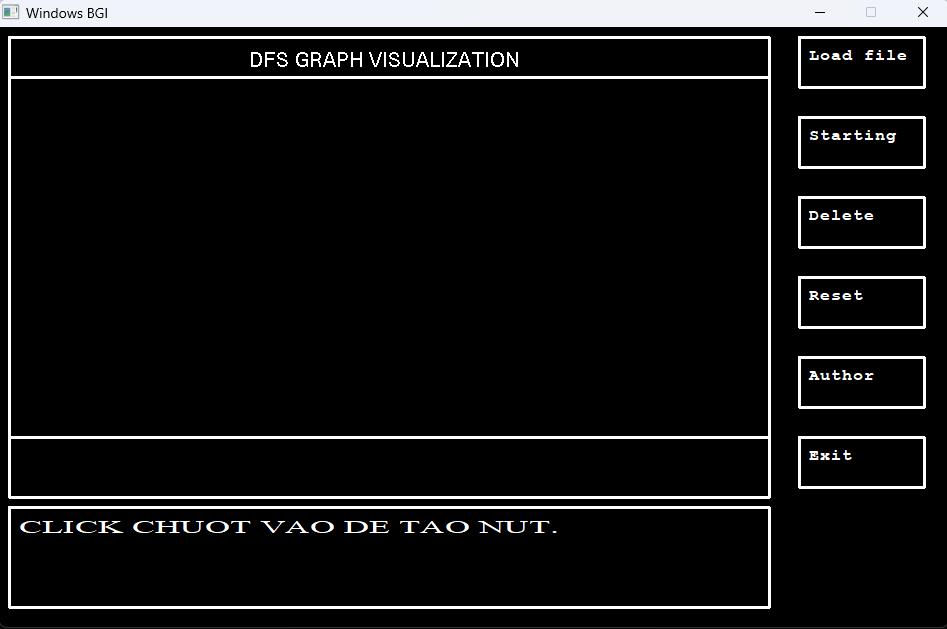 Windows BGI
DFS GRAPH VISUALIZATION
Load file
Starting
Delete
Reset
Author
Exit
CLICK CHUOT VAO DE TAO NUT.